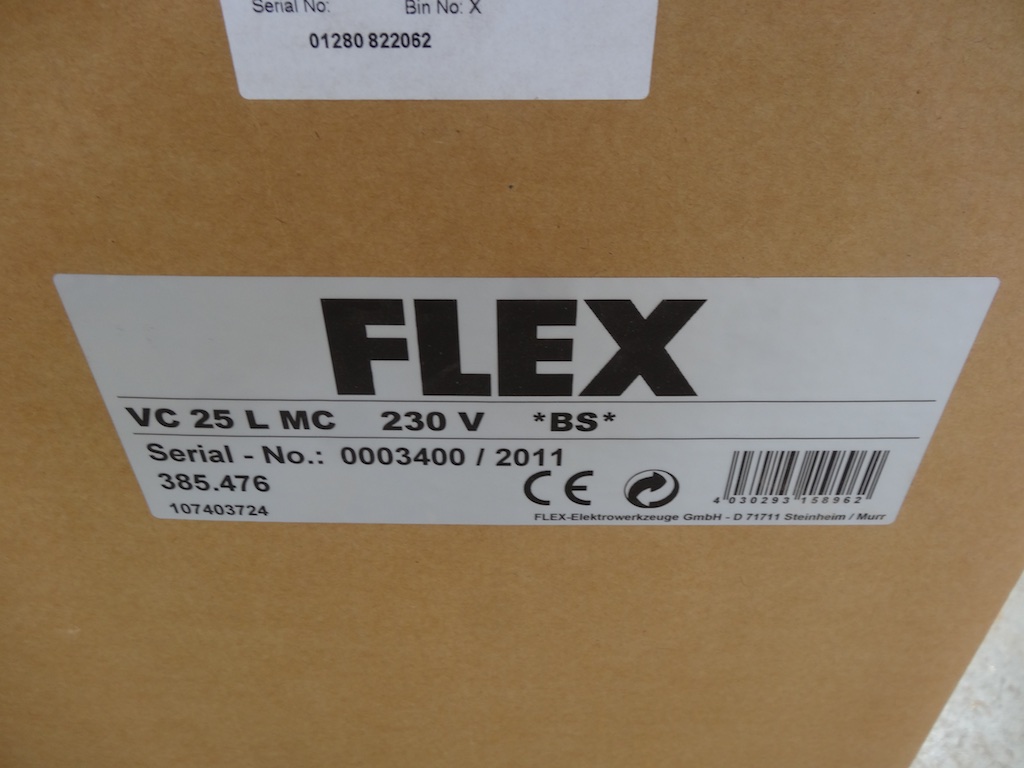 Serial No: Bin No: X
01280 822062
FLEX
VC 25 L MC 230 V *BS*
Serial - No.: 0003400 / 2011
385.476
107403724
CE
4 030293 158962
FLEX-Elektrowerkzeuge GmbH - D 71711 Steinheim / Murr